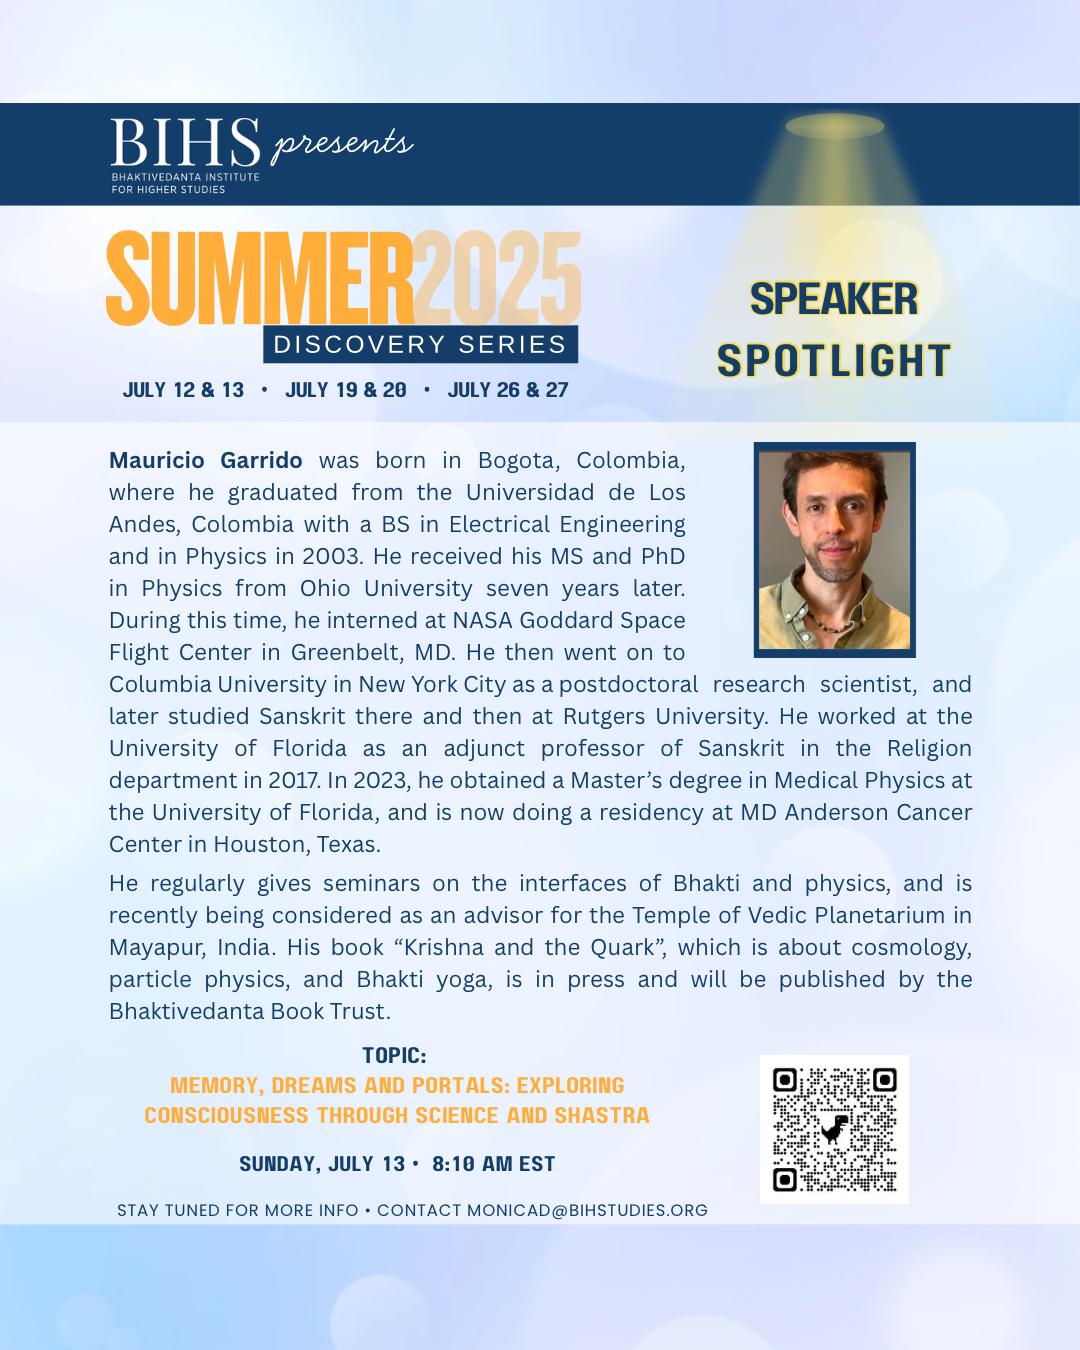 BIHS presents
BHAKTIVEDANTA INSTITUTE
FOR HIGHER STUDIES
SUMMER2025
DISCOVERY SERIES
JULY 12 & 13 • JULY 19 & 20 • JULY 26 & 27
SPEAKER
SPOTLIGHT
Mauricio Garrido was born in Bogota, Colombia,
where he graduated from the Universidad de Los
Andes, Colombia with a BS in Electrical Engineering
and in Physics in 2003. He received his MS and PhD
in Physics from Ohio University seven years later.
During this time, he interned at NASA Goddard Space
Flight Center in Greenbelt, MD. He then went on to
Columbia University in New York City as a postdoctoral research scientist, and
later studied Sanskrit there and then at Rutgers University. He worked at the
University of Florida as an adjunct professor of Sanskrit in the Religion
department in 2017. In 2023, he obtained a Master’s degree in Medical Physics at
the University of Florida, and is now doing a residency at MD Anderson Cancer
Center in Houston, Texas.
He regularly gives seminars on the interfaces of Bhakti and physics, and is
recently being considered as an advisor for the Temple of Vedic Planetarium in
Mayapur, India. His book “Krishna and the Quark”, which is about cosmology,
particle physics, and Bhakti yoga, is in press and will be published by the
Bhaktivedanta Book Trust.
TOPIC:
MEMORY, DREAMS AND PORTALS: EXPLORING
CONSCIOUSNESS THROUGH SCIENCE AND SHASTRA
SUNDAY, JULY 13 • 8:10 AM EST
STAY TUNED FOR MORE INFO • CONTACT MONICAD@BIHSTUDIES.ORG